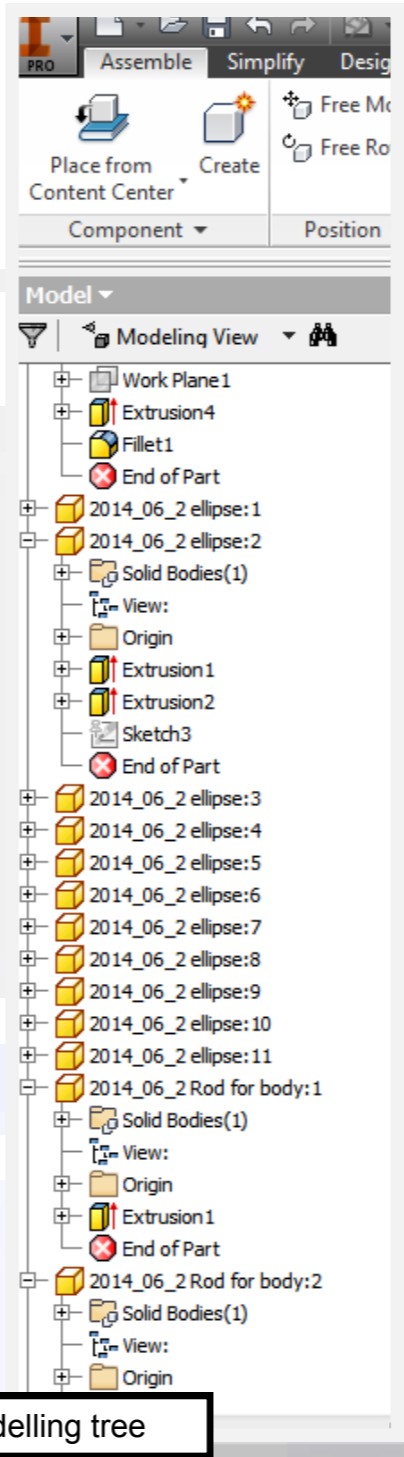 PRO Assemble Simplify
Free
Place from Create Free
Content Center
Component Position
Model
Modeling View
Work Plane1
Extrusion4
Fillet1
End of Part
2014_06_2 ellipse:1
2014_06_2 ellipse:2
Solid Bodies(1)
View:
Origin
Extrusion1
Extrusion2
Sketch3
End of Part
2014_06_2 ellipse:3
2014_06_2 ellipse:4
2014_06_2 ellipse:5
2014_06_2 ellipse:6
2014_06_2 ellipse:7
2014_06_2 ellipse:8
2014_06_2 ellipse:9
2014_06_2 ellipse:10
2014_06_2 ellipse:11
2014_06_2 Rod for body:1
Solid Bodies(1)
View:
Origin
Extrusion1
End of Part
2014_06_2 Rod for body:2
Solid Bodies(1)
View:
Origin
delling tree